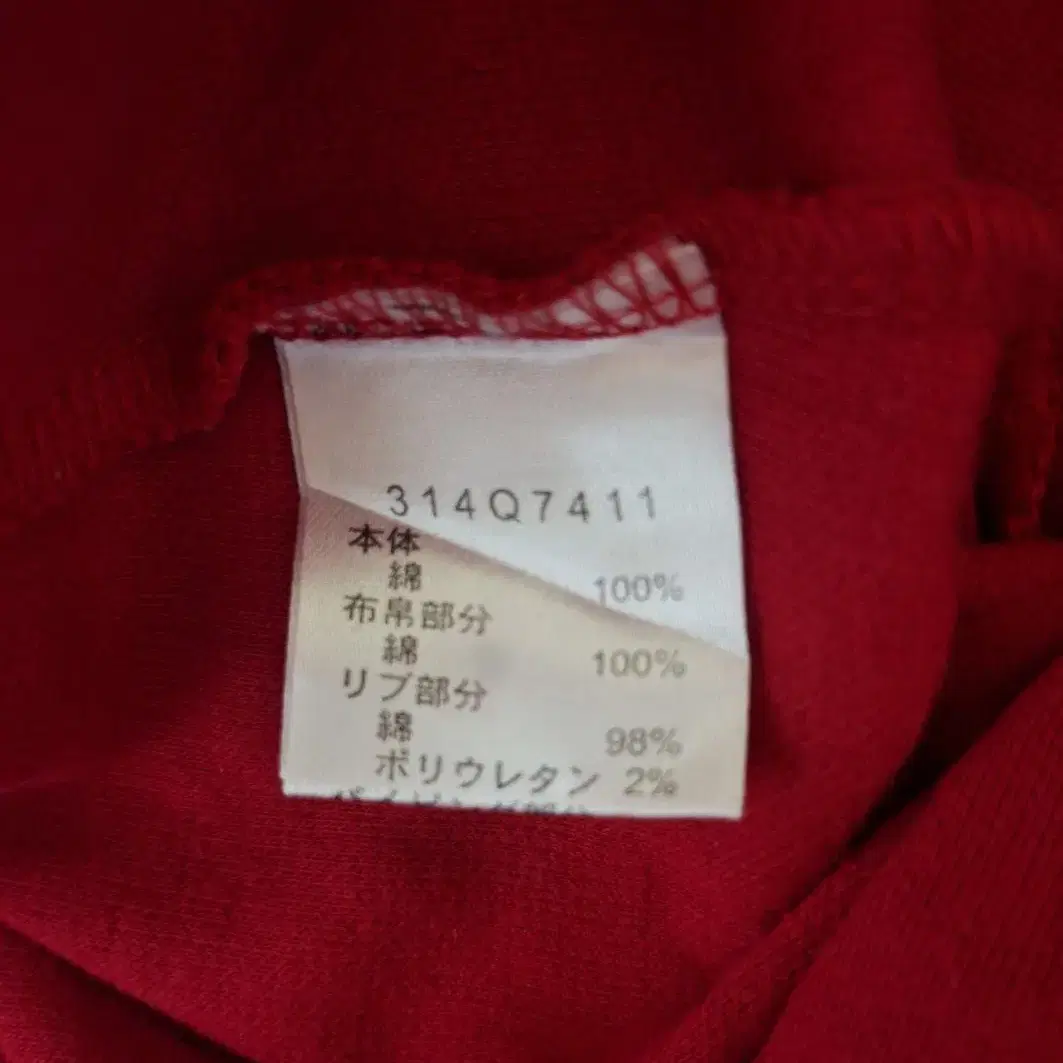 314Q7411
本体
綿 100%
布帛部分
綿 100%
リブ部分
綿 98%
ポリウレタン 2%